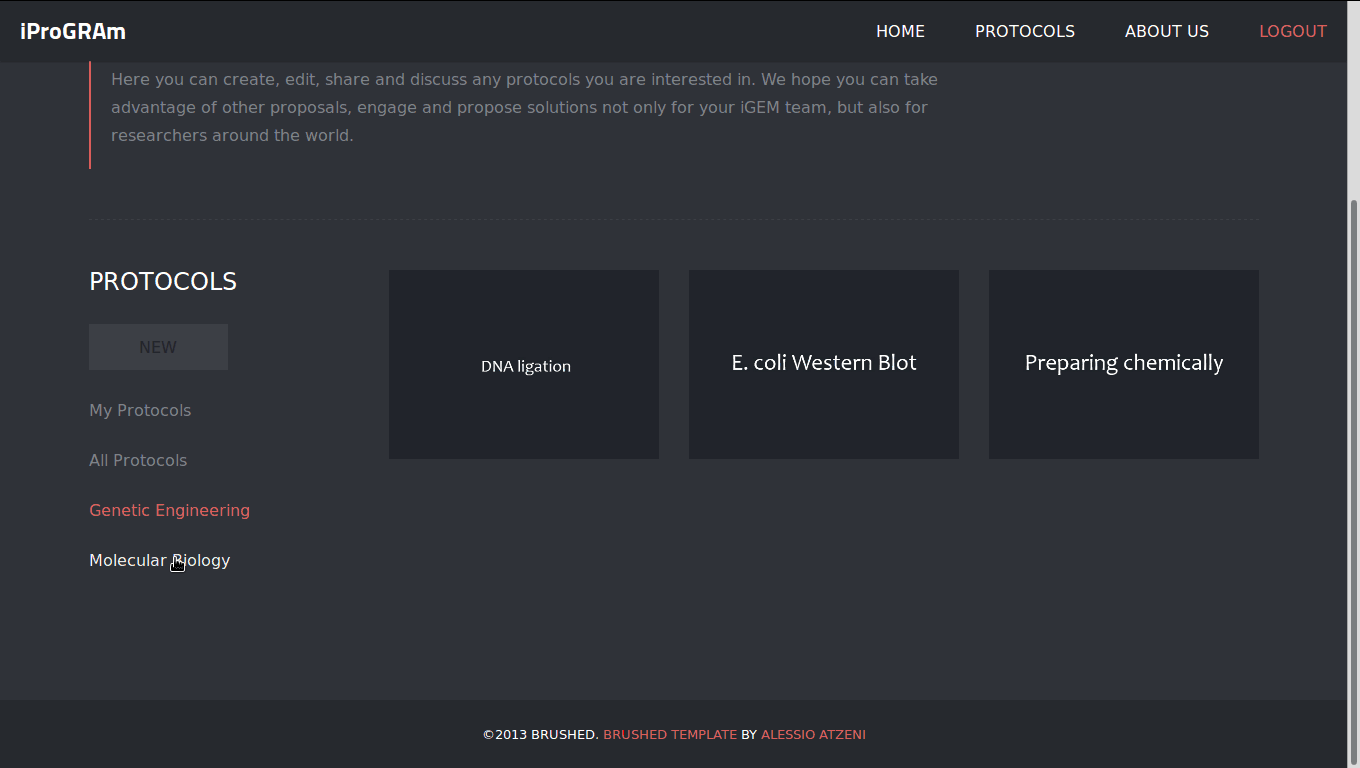 iProGRAm
HOME
PROTOCOLS
ABOUT US
LOGOUT
Here you can create, edit, share and discuss any protocols you are interested in. We hope you can take
advantage of other proposals, engage and propose solutions not only for your iGEM team, but also for
researchers around the world.
PROTOCOLS
NEW
My Protocols
All Protocols
Genetic Engineering
Molecular Biology
DNA ligation
E. coli Western Blot
Preparing chemically
©2013 BRUSHED. BRUSHED TEMPLATE BY ALESSIO ATZENI